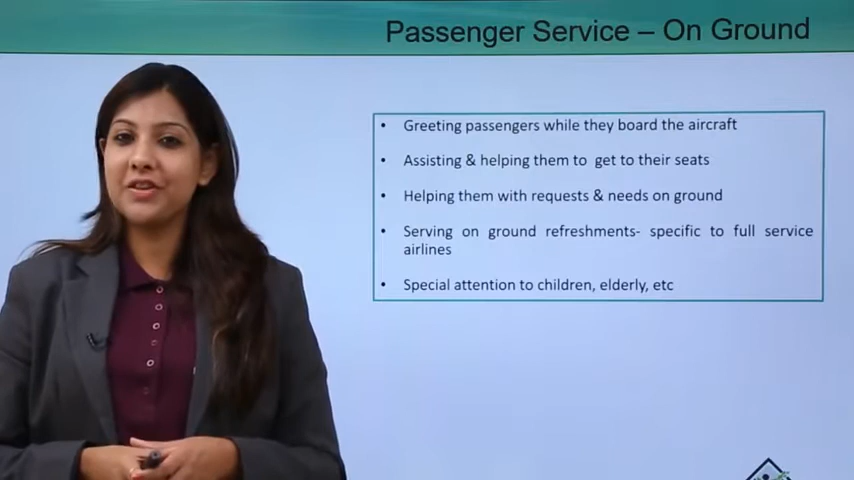 Passenger Service – On Ground
• Greeting passengers while they board the aircraft
• Assisting & helping them to get to their seats
• Helping them with requests & needs on ground
• Serving on ground refreshments- specific to full service
airlines
• Special attention to children, elderly, etc